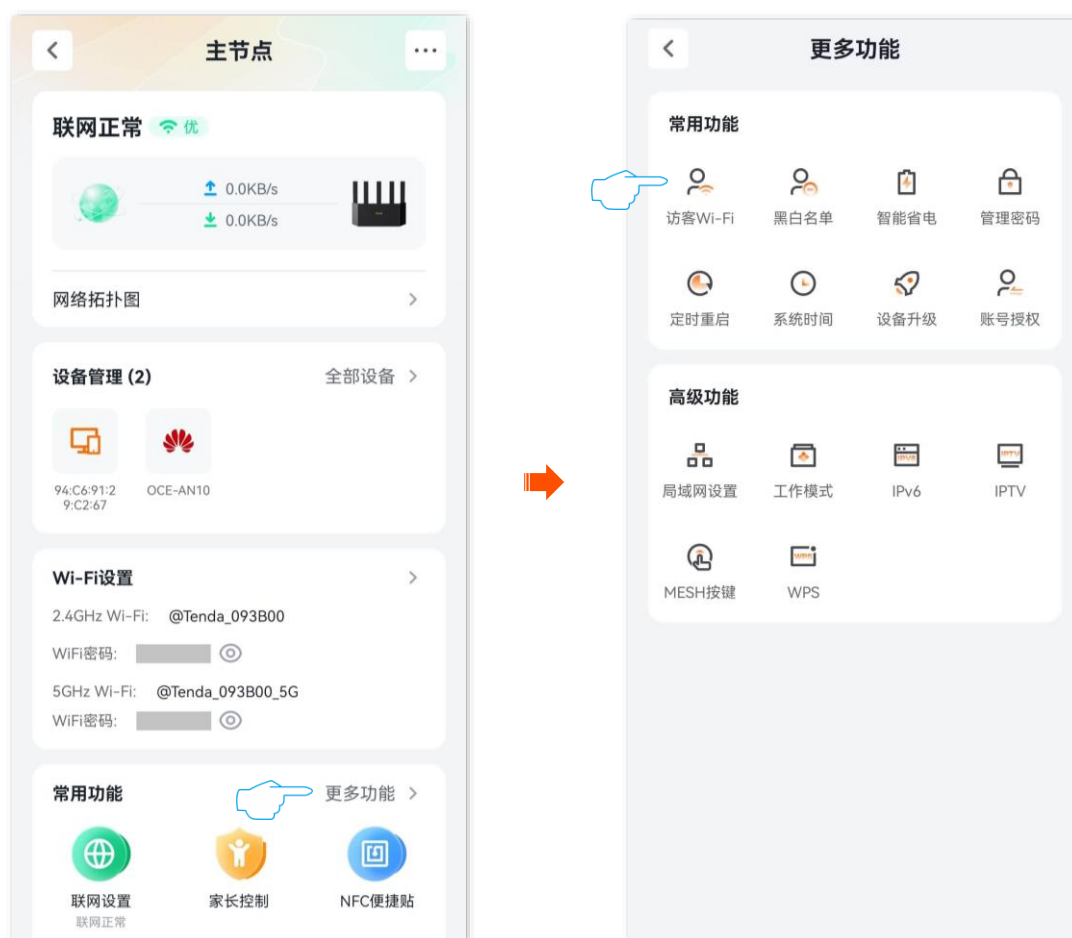 主节点
联网正常 优
0.0KB/s
0.0KB/s
网络拓扑图
设备管理 (2) 全部设备
94:C6:91:2
9:C2:67
OCE-AN10
Wi-Fi设置
2.4GHz Wi-Fi: @Tenda_093B00
WiFi密码:
5GHz Wi-Fi: @Tenda_093B00_5G
WiFi密码:
常用功能 更多功能
联网设置 家长控制 NFC便捷贴
联网正常
更多功能
常用功能
访客Wi-Fi 黑白名单 智能省电 管理密码
定时重启 系统时间 设备升级 账号授权
高级功能
IPV6 IPTV
局域网设置 工作模式 IPv6 IPTV
WPS
MESH按键 WPS